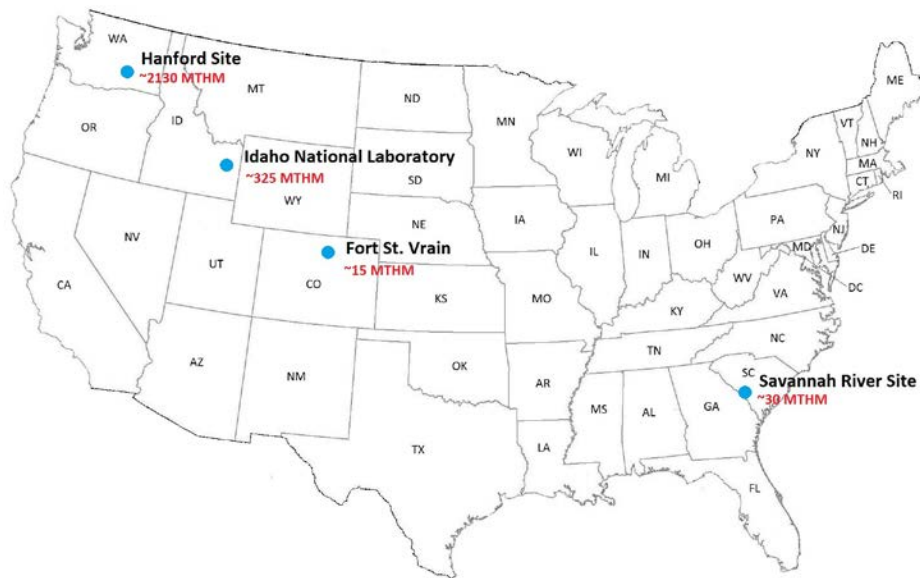 WA
Hanford Site
~2130 MTHM
MT
ND
MN
ME
OR
ID
Idaho National Laboratory
~325 MTHM
SD
WY
WI
MI
NY
VT
NH
MA
CT
RI
NE
IA
PA
NJ
NV
UT
Fort St. Vrain
~15 MTHM
CO
IL
IN
OH
MD
DE
DC
WV
VA
CA
KS
MO
KY
NC
TN
AZ
NM
OK
AR
SC
Savannah River Site
~30 MTHM
MS
AL
GA
TX
LA
FL